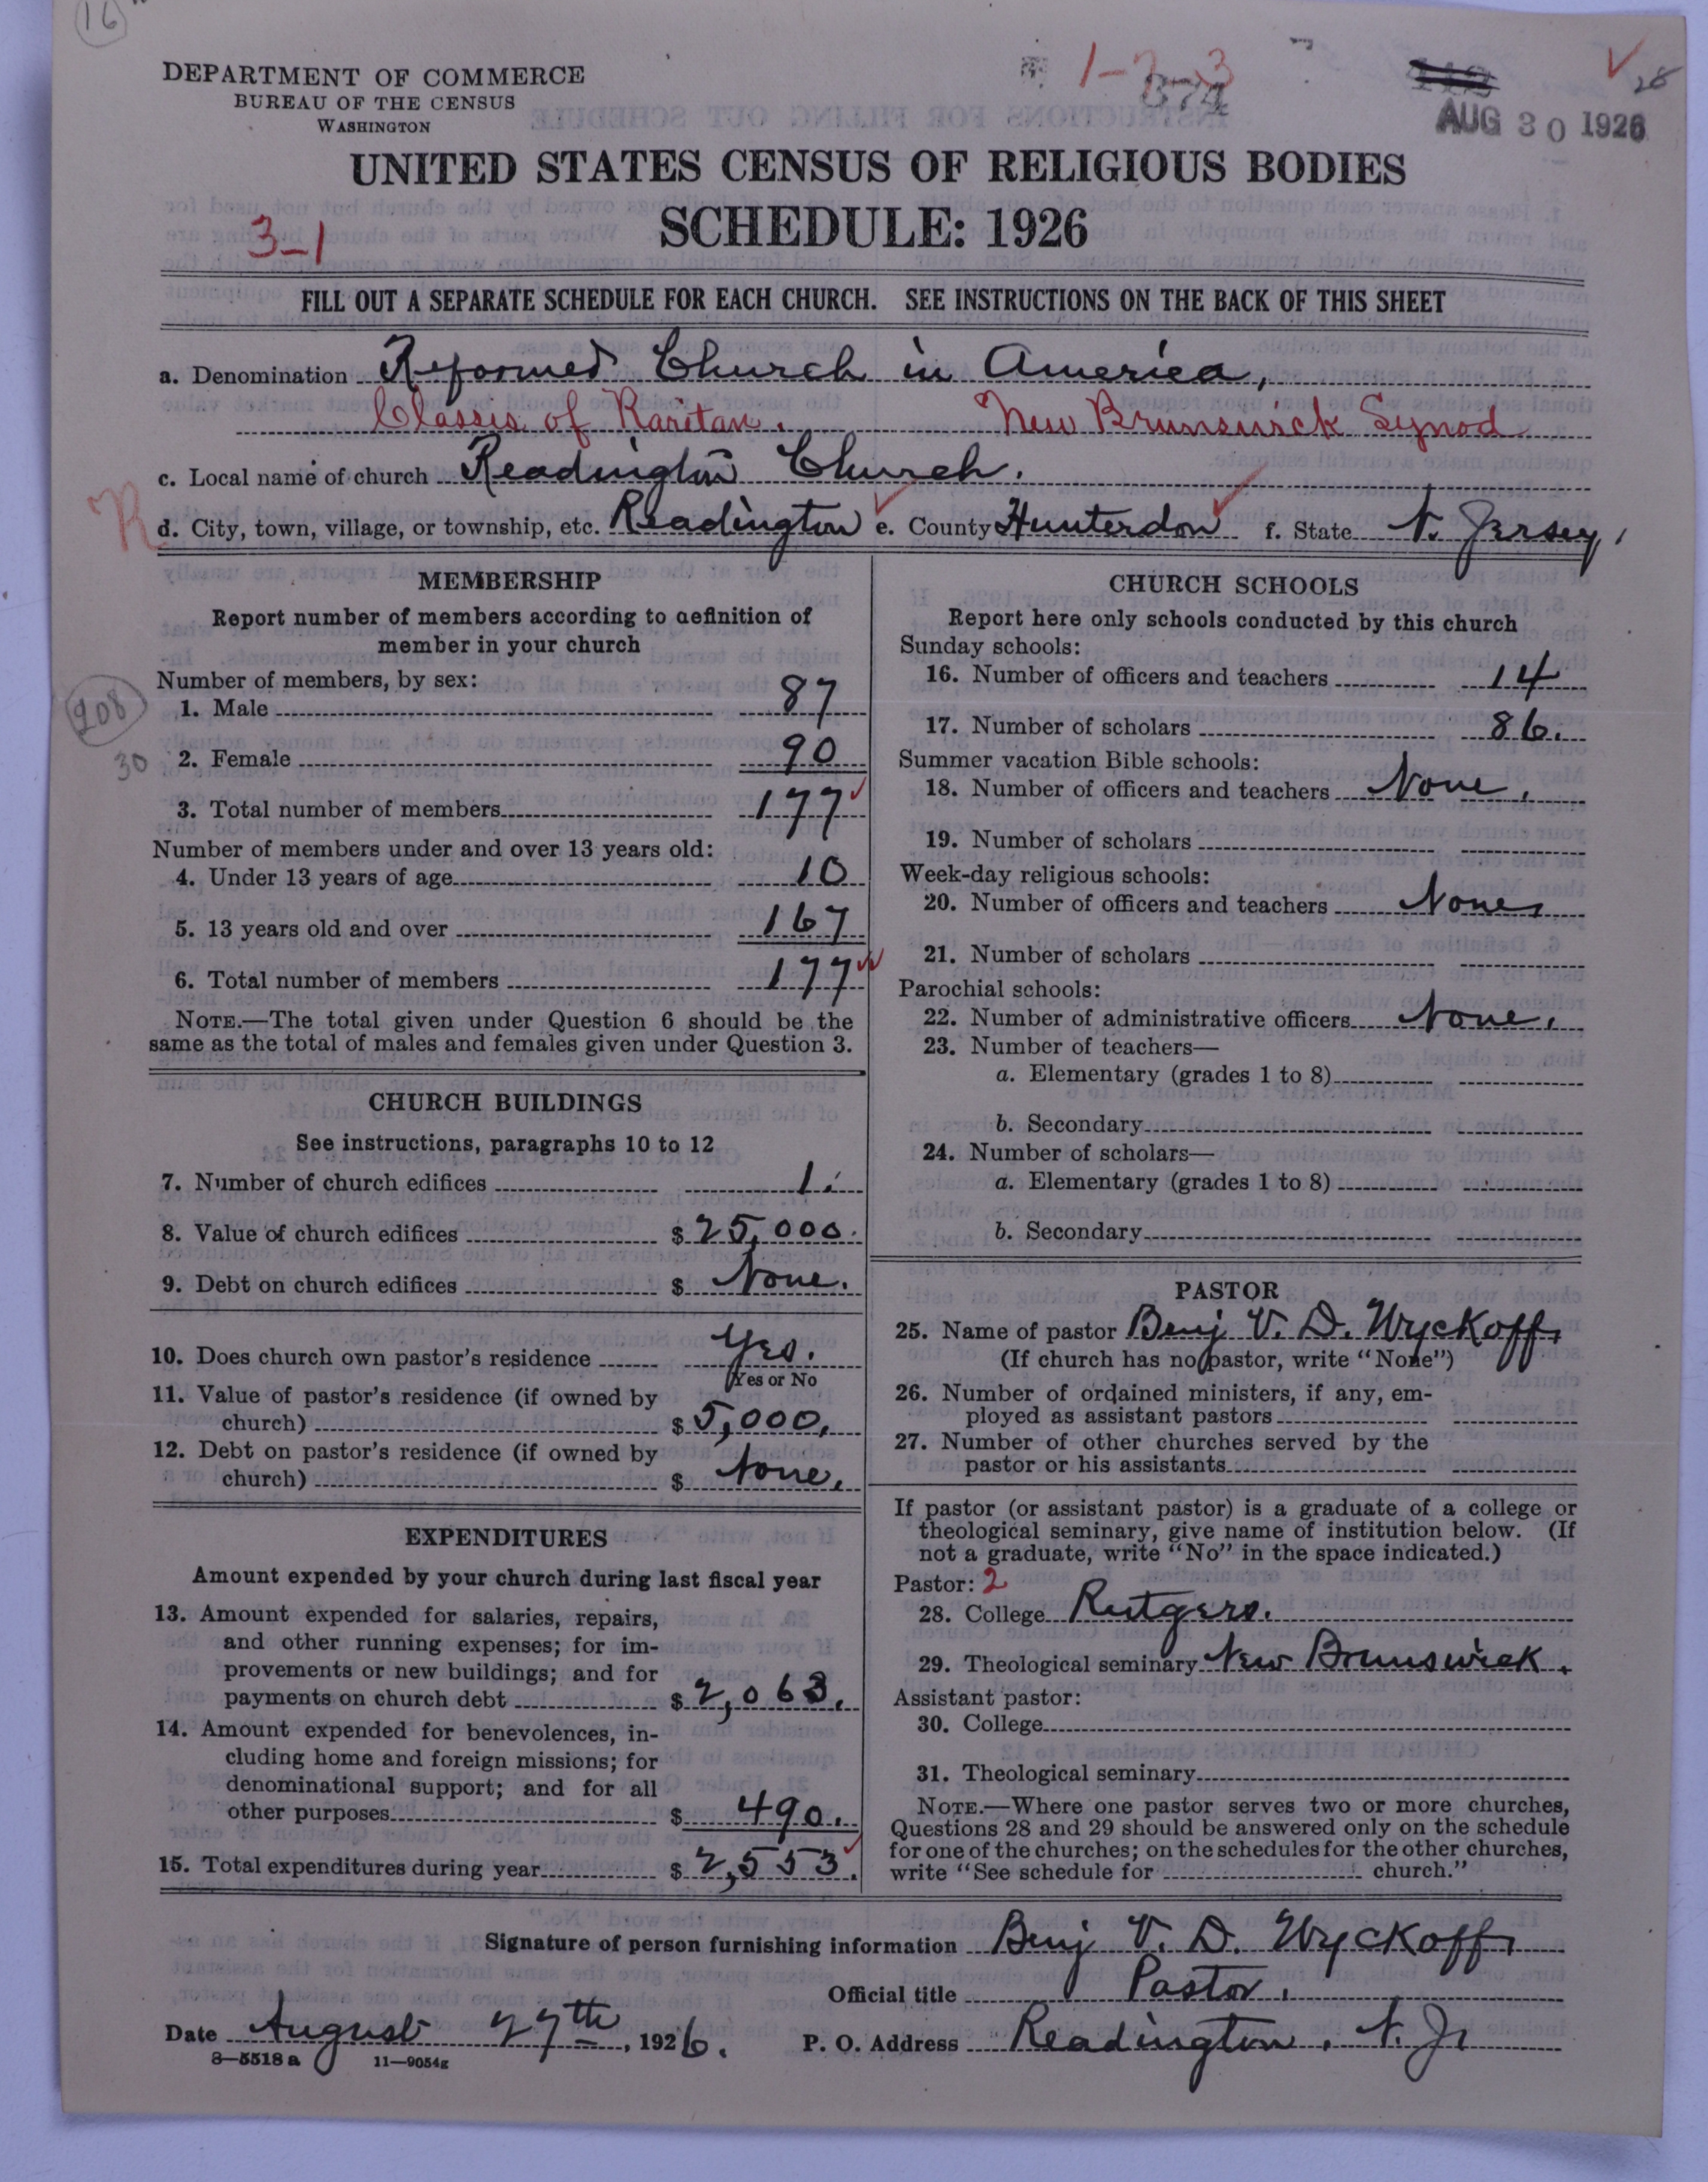 16
DEPARTMENT OF COMMERCE
BUREAU OF THE CENSUS
WASHINGTON
1-2-3
374
28
AUG 30 1926
UNITED STATES CENSUS OF RELIGIOUS BODIES
SCHEDULE: 1926
3-1
FILL OUT A SEPARATE SCHEDULE FOR EACH CHURCH. SEE INSTRUCTIONS ON THE BACK OF THIS SHEET
a. Denomination Reformed Church in America,
Classis of Raritan. New Brunswick Synod
c. Local name of church Readington Church.
R
d. City, town, village, or township, etc. Readington e. County Hunterdon f. State N. Jersey,
MEMBERSHIP
Report number of members according to definition of
member in your church
Number of members, by sex:
208
1. Male 87
30
2. Female 90
3. Total number of members 177
Number of members under and over 13 years old:
4. Under 13 years of age 10
5. 13 years old and over 167
6. Total number of members 177
NOTE.—The total given under Question 6 should be the
same as the total of males and females given under Question 3.
CHURCH BUILDINGS
See instructions, paragraphs 10 to 12
7. Number of church edifices 1.
8. Value of church edifices $ 25,000.
9. Debt on church edifices $ None.
10. Does church own pastor's residence Yes.
Yes or No
11. Value of pastor's residence (if owned by
church) $ 5,000.
12. Debt on pastor's residence (if owned by
church) $ None.
EXPENDITURES
Amount expended by your church during last fiscal year
13. Amount expended for salaries, repairs,
and other running expenses; for im-
provements or new buildings; and for
payments on church debt $ 2,063.
14. Amount expended for benevolences, in-
cluding home and foreign missions; for
denominational support; and for all
other purposes $ 490.
15. Total expenditures during year $ 2,553.
CHURCH SCHOOLS
Report here only schools conducted by this church
Sunday schools:
16. Number of officers and teachers 14
17. Number of scholars 86.
Summer vacation Bible schools:
18. Number of officers and teachers None.
19. Number of scholars
Week-day religious schools:
20. Number of officers and teachers None
21. Number of scholars
Parochial schools:
22. Number of administrative officers None.
23. Number of teachers—
a. Elementary (grades 1 to 8)
b. Secondary
24. Number of scholars—
a. Elementary (grades 1 to 8)
b. Secondary
PASTOR
25. Name of pastor Benj V. D. Wyckoff,
(If church has no pastor, write "None")
26. Number of ordained ministers, if any, em-
ployed as assistant pastors
27. Number of other churches served by the
pastor or his assistants
If pastor (or assistant pastor) is a graduate of a college or
theological seminary, give name of institution below. (If
not a graduate, write "No" in the space indicated.)
Pastor: 2
28. College Rutgers.
29. Theological seminary New Brunswick.
Assistant pastor:
30. College
31. Theological seminary
NOTE.—Where one pastor serves two or more churches,
Questions 28 and 29 should be answered only on the schedule
for one of the churches; on the schedules for the other churches,
write "See schedule for church."
Signature of person furnishing information Benj V. D. Wyckoff,
Official title Pastor.
Date August 27th, 1926. P. O. Address Readington, N. J.
8—5518 a 11—9054g